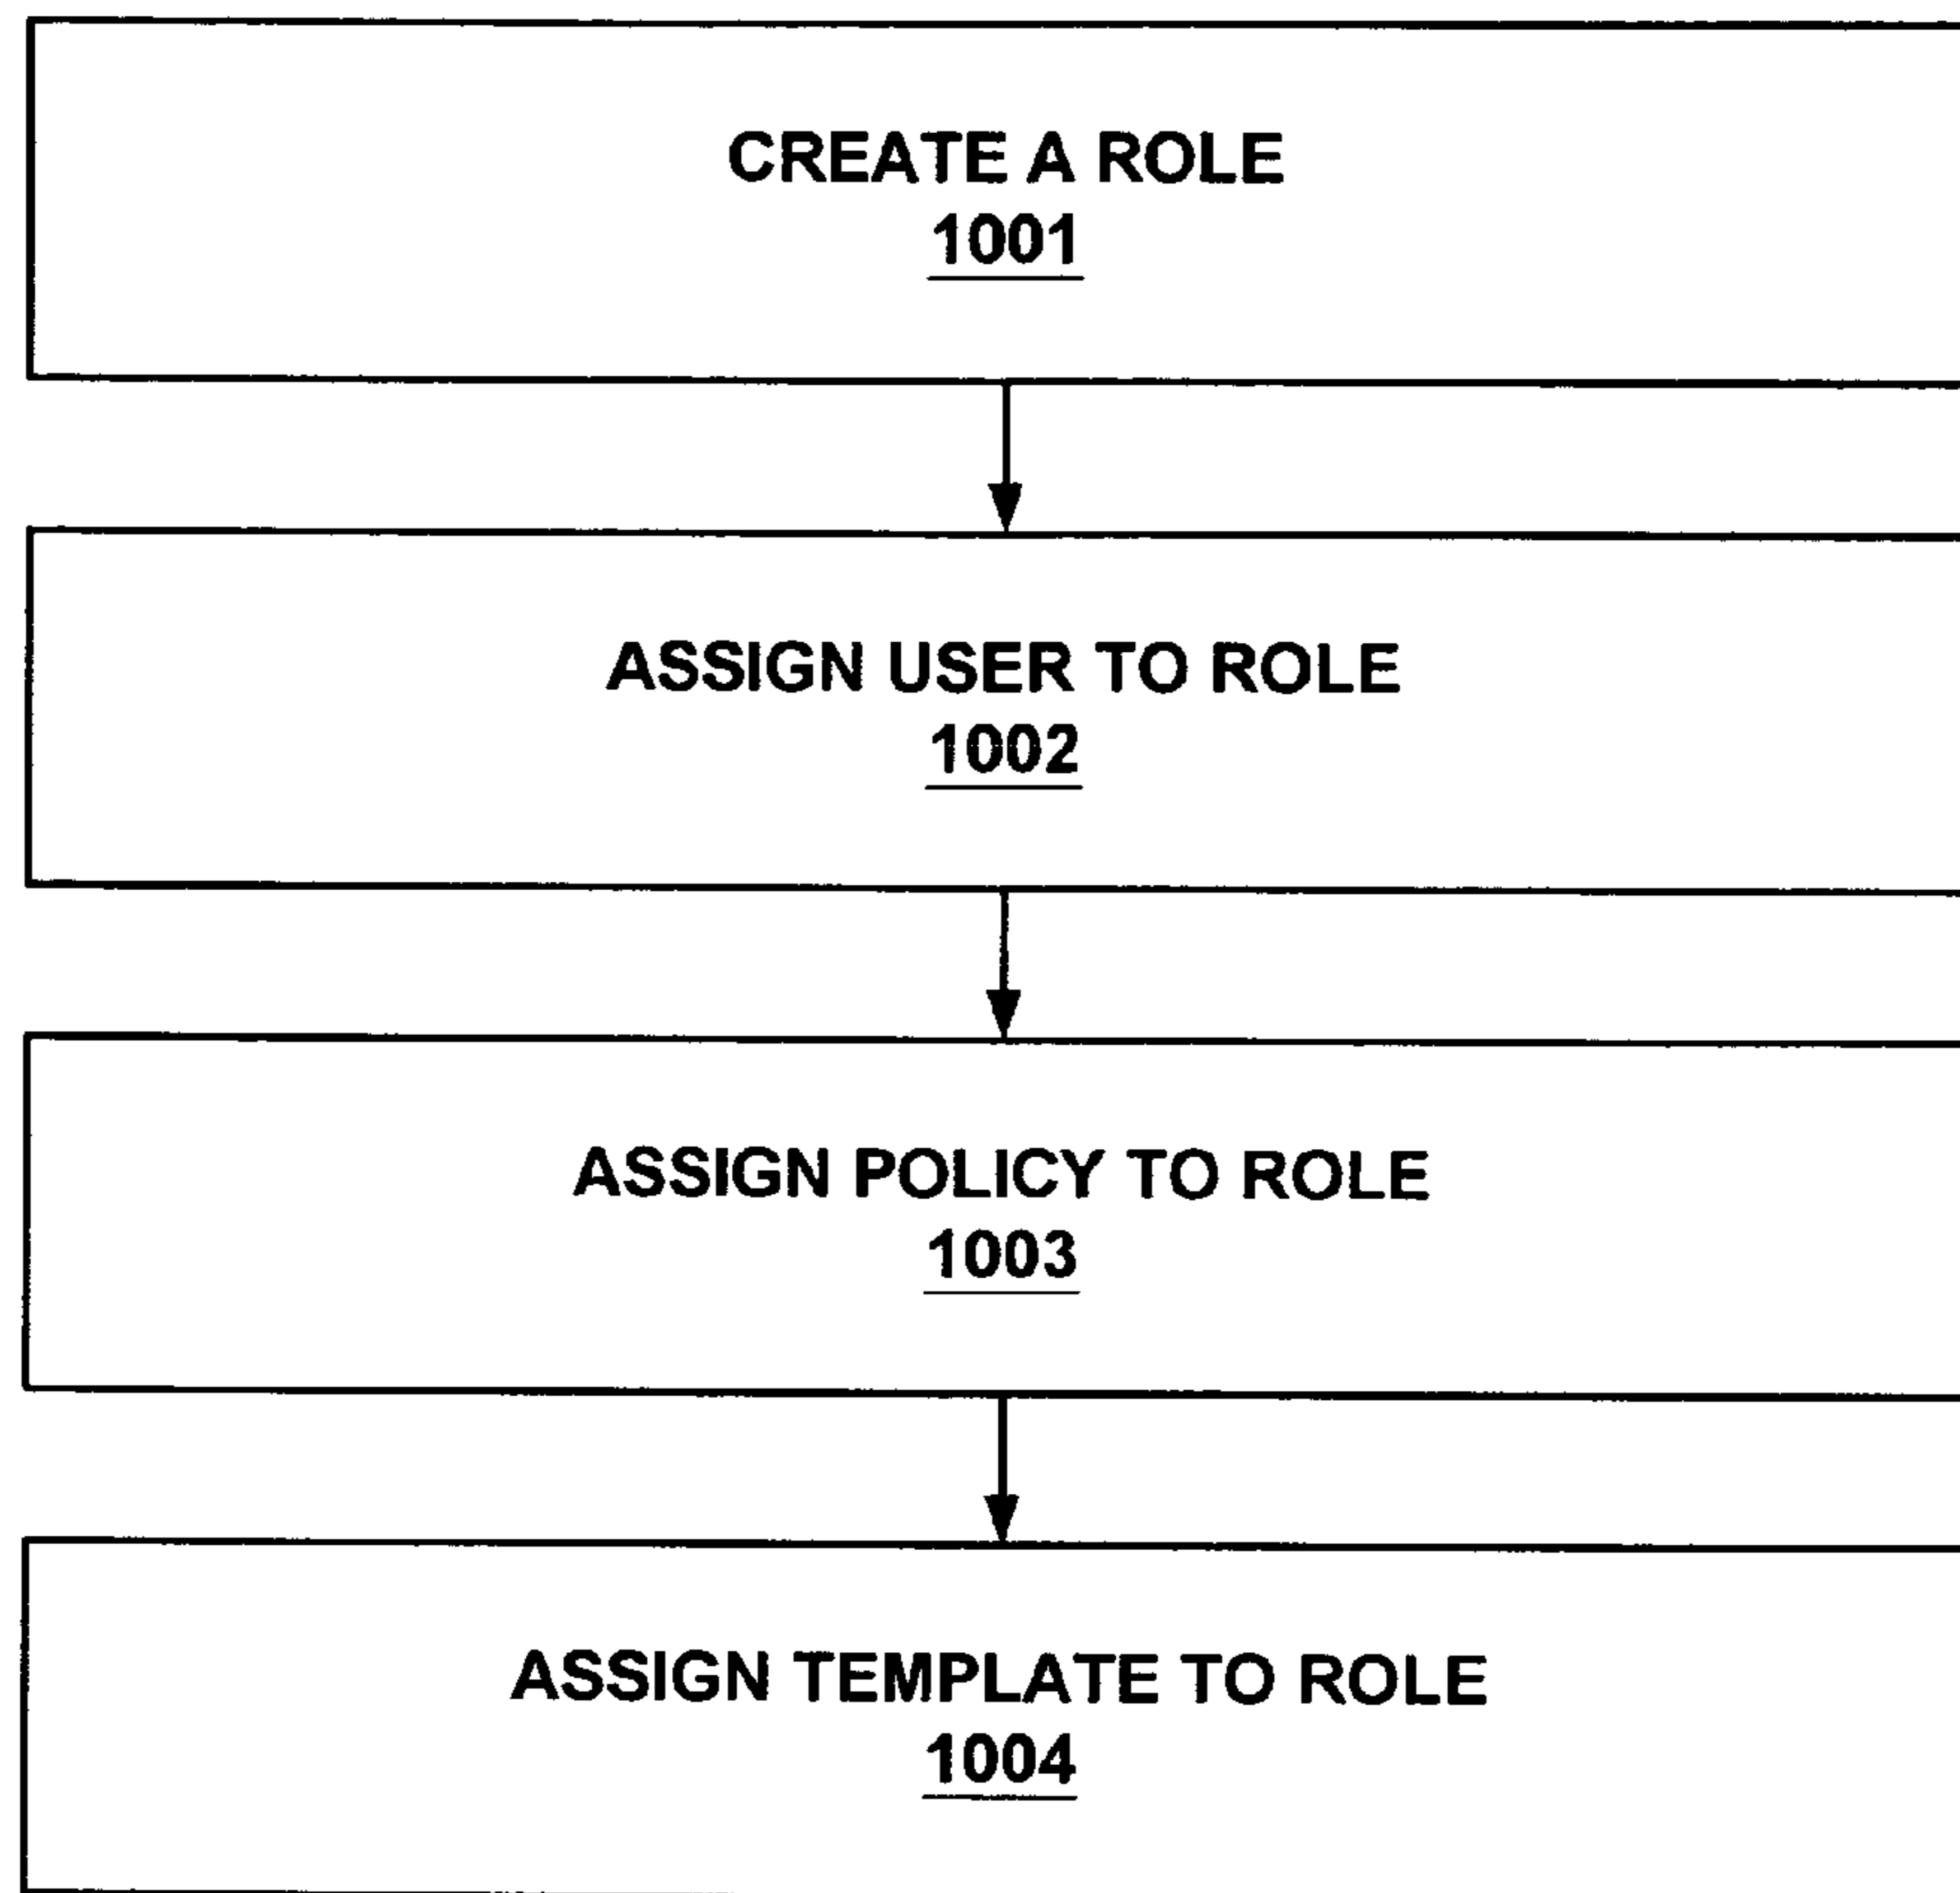 CREATE A ROLE
1001
ASSIGN USER TO ROLE
1002
ASSIGN POLICY TO ROLE
1003
ASSIGN TEMPLATE TO ROLE
1004